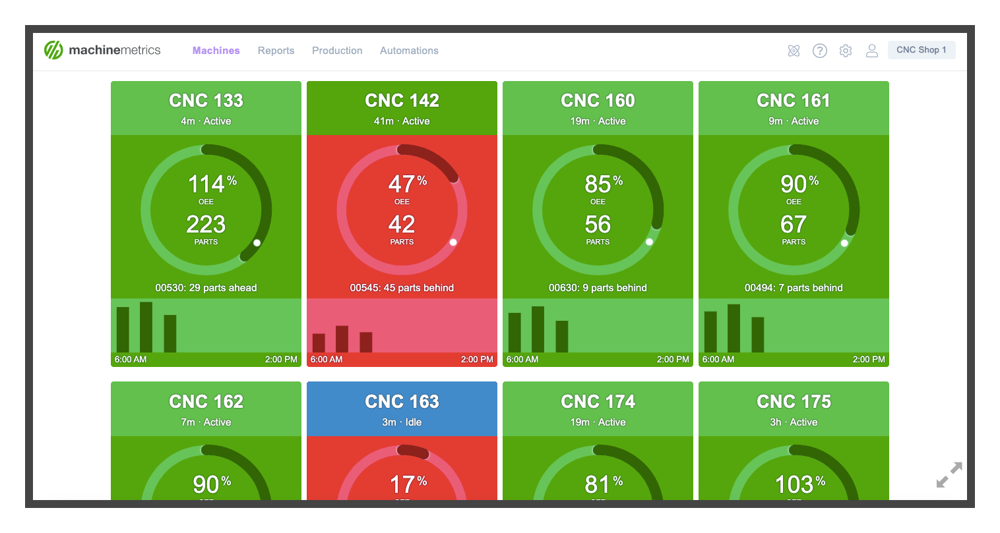 machinemetrics Machines Reports Production Automations CNC Shop 1
CNC 133
4m · Active
114%
OEE
223
PARTS
00530: 29 parts ahead
6:00 AM 2:00 PM
CNC 142
41m · Active
47%
OEE
42
PARTS
00545: 45 parts behind
6:00 AM 2:00 PM
CNC 160
19m · Active
85%
OEE
56
PARTS
00630: 9 parts behind
6:00 AM 2:00 PM
CNC 161
9m · Active
90%
OEE
67
PARTS
00494: 7 parts behind
6:00 AM 2:00 PM
CNC 162
7m · Active
90%
CNC 163
3m · Idle
17%
CNC 174
19m · Active
81%
CNC 175
3h · Active
103%